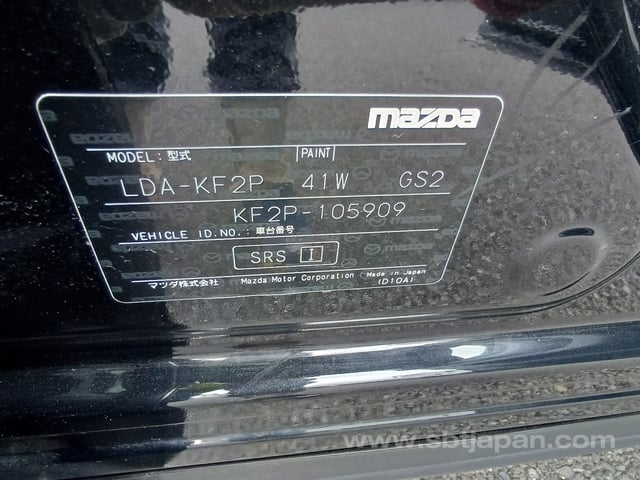 mazda
MODEL: 型式 PAINT
LDA-KF2P 41W GS2
KF2P-105909
VEHICLE ID.NO.: 車台番号
SRS I
マツダ株式会社 Mazda Motor Corporation Made in Japan
(D10A)
www.sbtjapan.com